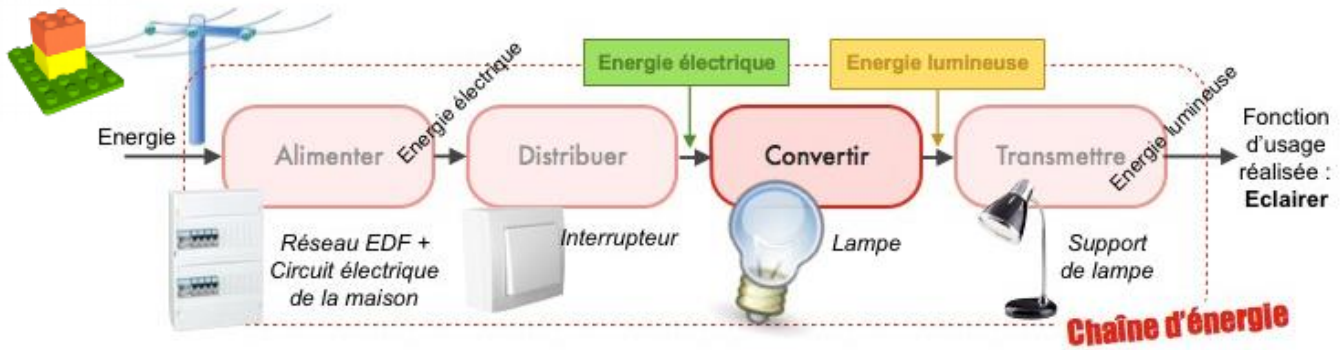 Energie électrique
Energie lumineuse
Energie
Alimenter
Energie électrique
Distribuer
Convertir
Transmettre
Energie lumineuse
Fonction
d'usage
réalisée :
Eclairer
Réseau EDF +
Circuit électrique
de la maison
Interrupteur
Lampe
Support
de lampe
Chaîne d'énergie